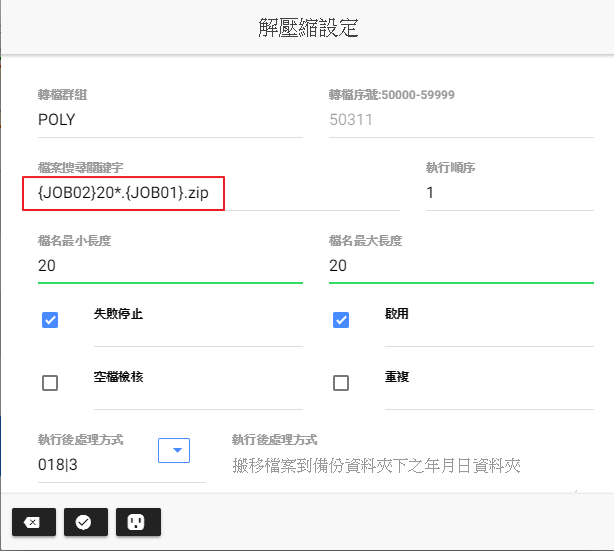 解壓縮設定
轉檔群組 轉檔序號:50000-59999
POLY 50311
檔案搜尋關鍵字 執行順序
{JOB02}20*.{JOB01}.zip 1
檔名最小長度 檔名最大長度
20 20
失敗停止 啟用
空檔檢核 重複
執行後處理方式 執行後處理方式
018|3 搬移檔案到備份資料夾下之年月日資料夾